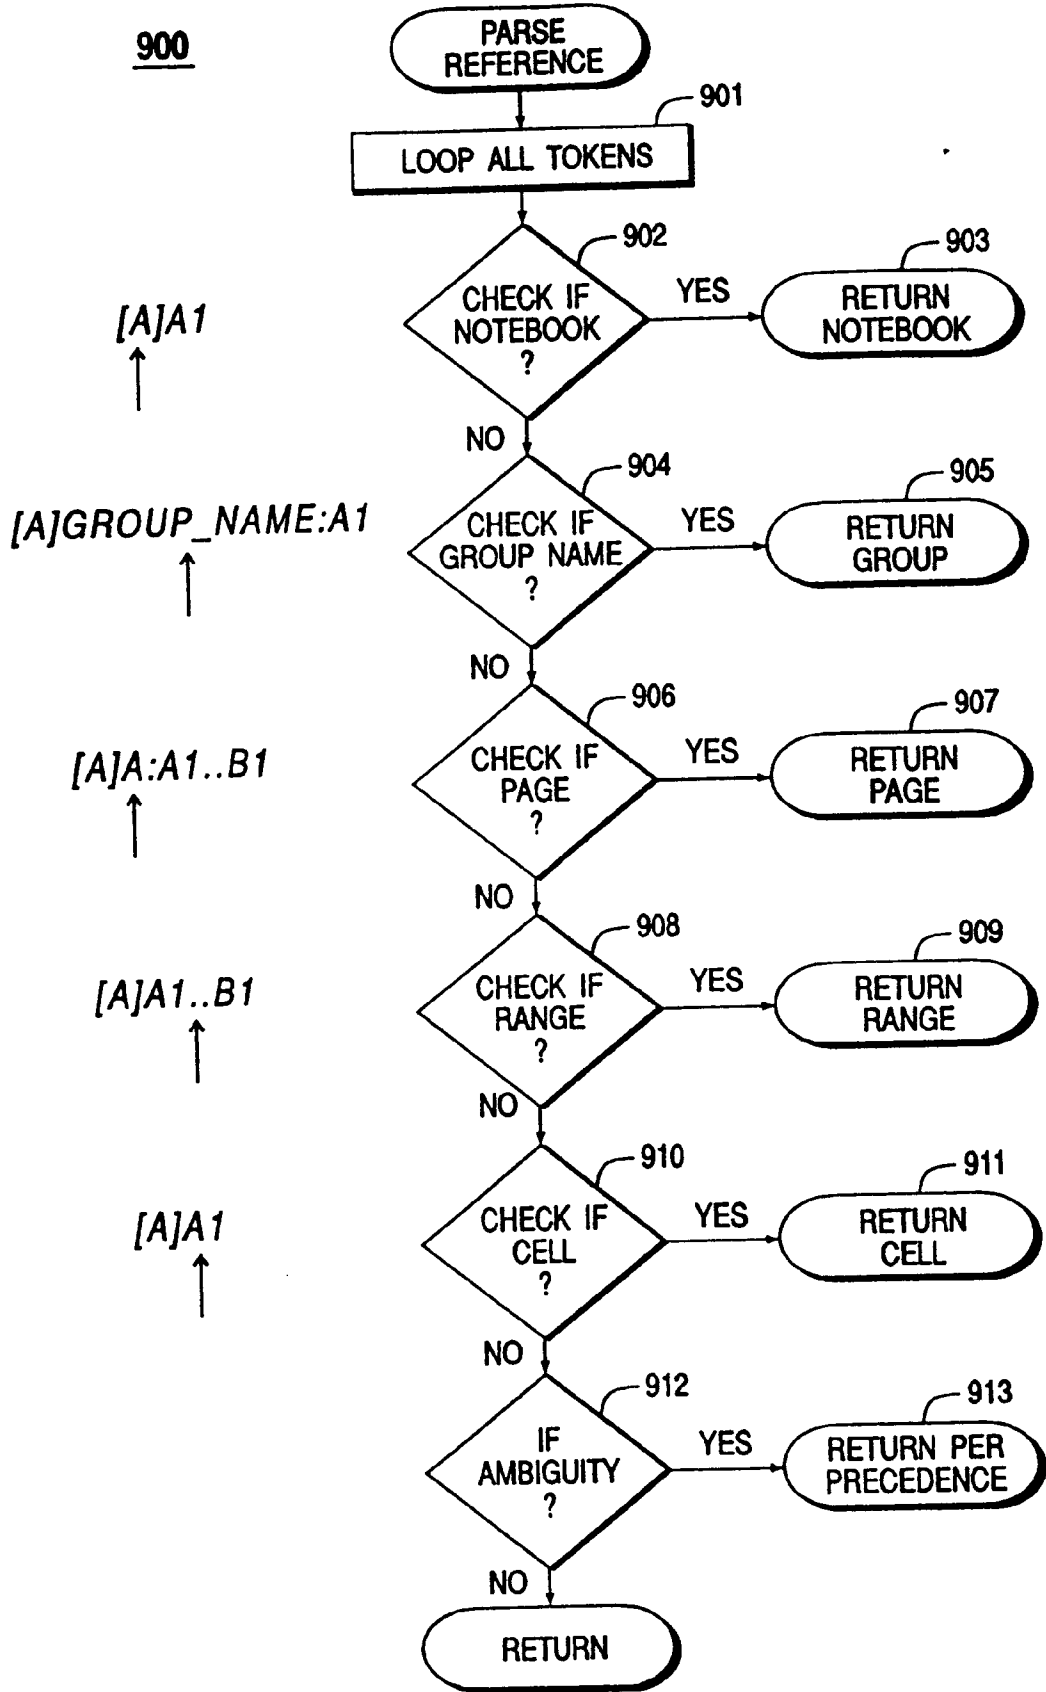 900
PARSE
REFERENCE
901
LOOP ALL TOKENS
902
903
CHECK IF
NOTEBOOK
?
YES
RETURN
NOTEBOOK
[A]A1
NO
904
905
[A]GROUP_NAME:A1
CHECK IF
GROUP NAME
?
YES
RETURN
GROUP
NO
906
907
[A]A:A1..B1
CHECK IF
PAGE
?
YES
RETURN
PAGE
NO
908
909
[A]A1..B1
CHECK IF
RANGE
?
YES
RETURN
RANGE
NO
910
911
[A]A1
CHECK IF
CELL
?
YES
RETURN
CELL
NO
912
913
IF
AMBIGUITY
?
YES
RETURN PER
PRECEDENCE
NO
RETURN